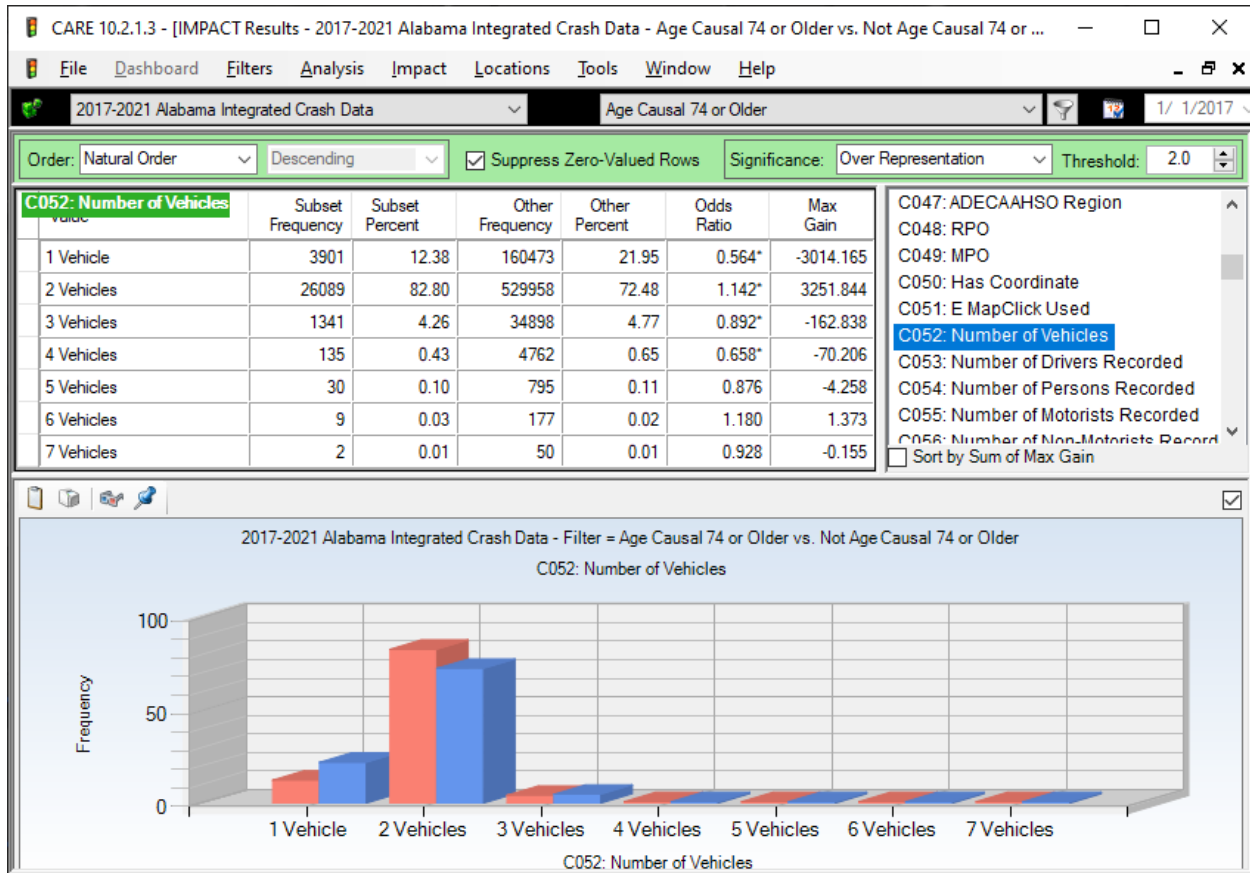 CARE 10.2.1.3 - [IMPACT Results - 2017-2021 Alabama Integrated Crash Data - Age Causal 74 or Older vs. Not Age Causal 74 or ...
File Dashboard Filters Analysis Impact Locations Tools Window Help
2017-2021 Alabama Integrated Crash Data Age Causal 74 or Older 1/ 1/2017
Order: Natural Order Descending Suppress Zero-Valued Rows Significance: Over Representation Threshold: 2.0
C052: Number of Vehicles Subset Frequency Subset Percent Other Frequency Other Percent Odds Ratio Max Gain
1 Vehicle 3901 12.38 160473 21.95 0.564* -3014.165
2 Vehicles 26089 82.80 529958 72.48 1.142* 3251.844
3 Vehicles 1341 4.26 34898 4.77 0.892* -162.838
4 Vehicles 135 0.43 4762 0.65 0.658* -70.206
5 Vehicles 30 0.10 795 0.11 0.876 -4.258
6 Vehicles 9 0.03 177 0.02 1.180 1.373
7 Vehicles 2 0.01 50 0.01 0.928 -0.155
C047: ADECAAHSO Region
C048: RPO
C049: MPO
C050: Has Coordinate
C051: E MapClick Used
C052: Number of Vehicles
C053: Number of Drivers Recorded
C054: Number of Persons Recorded
C055: Number of Motorists Recorded
C056: Number of Non-Motorists Record
Sort by Sum of Max Gain
2017-2021 Alabama Integrated Crash Data - Filter = Age Causal 74 or Older vs. Not Age Causal 74 or Older
C052: Number of Vehicles
Frequency
100
50
0
1 Vehicle 2 Vehicles 3 Vehicles 4 Vehicles 5 Vehicles 6 Vehicles 7 Vehicles
C052: Number of Vehicles